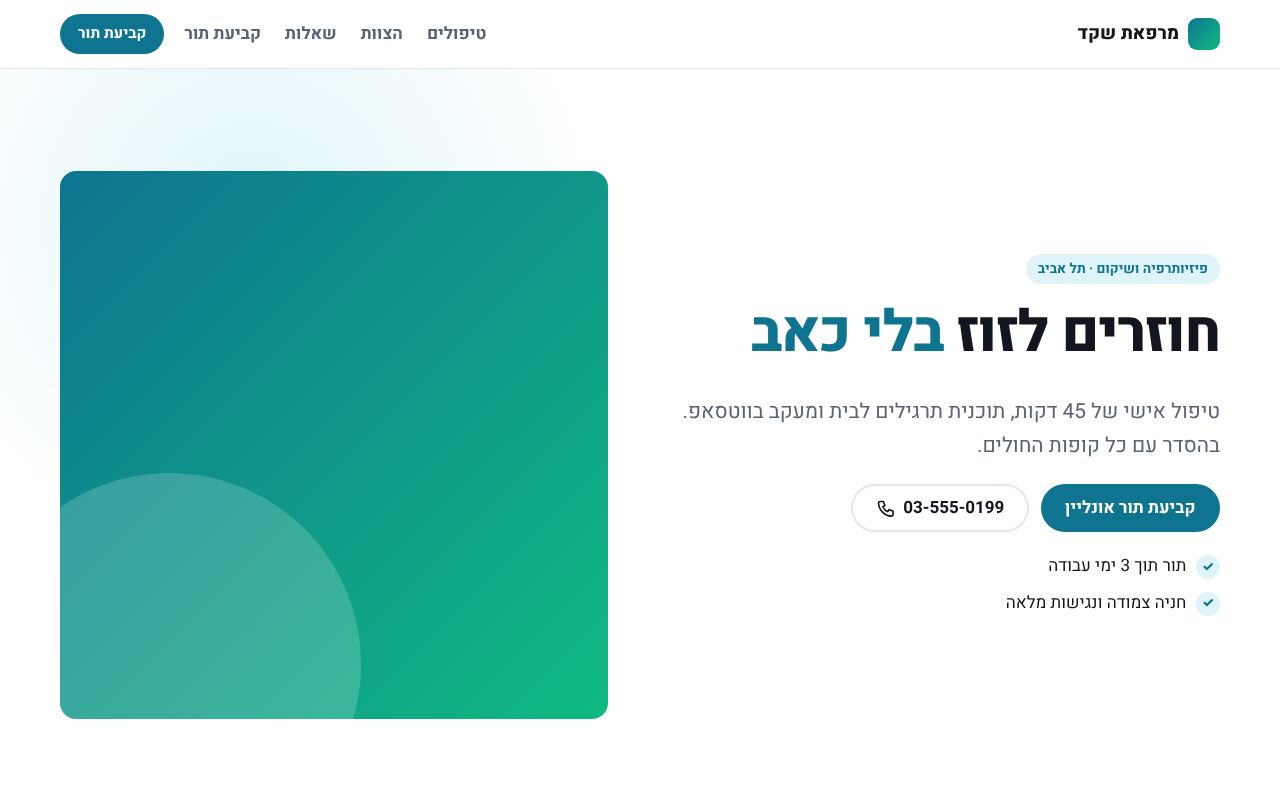 מרפאת שקד
טיפולים
הצוות
שאלות
קביעת תור
קביעת תור
פיזיותרפיה ושיקום · תל אביב
חוזרים לזוז בלי כאב
טיפול אישי של 45 דקות, תוכנית תרגילים לבית ומעקב בווטסאפ.
בהסדר עם כל קופות החולים.
קביעת תור אונליין
03-555-0199
תור תוך 3 ימי עבודה
חניה צמודה ונגישות מלאה